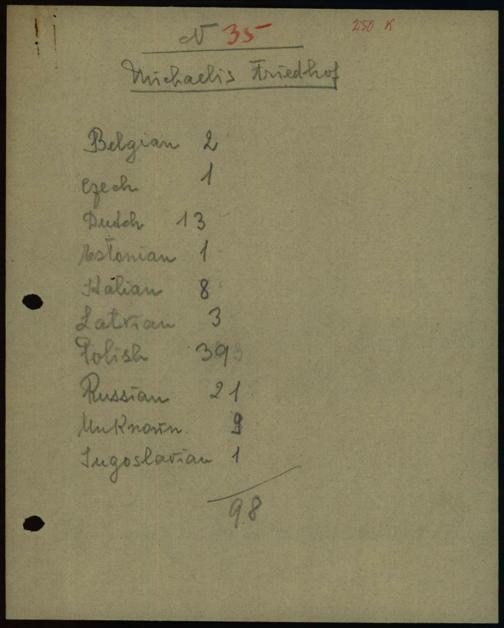 N 35
250 K
Michaelis Friedhof
Belgian 2
Czech 1
Dutch 13
Estonian 1
Italian 8
Latvian 3
Polish 39
Russian 21
Unknown 9
Jugoslavian 1
98